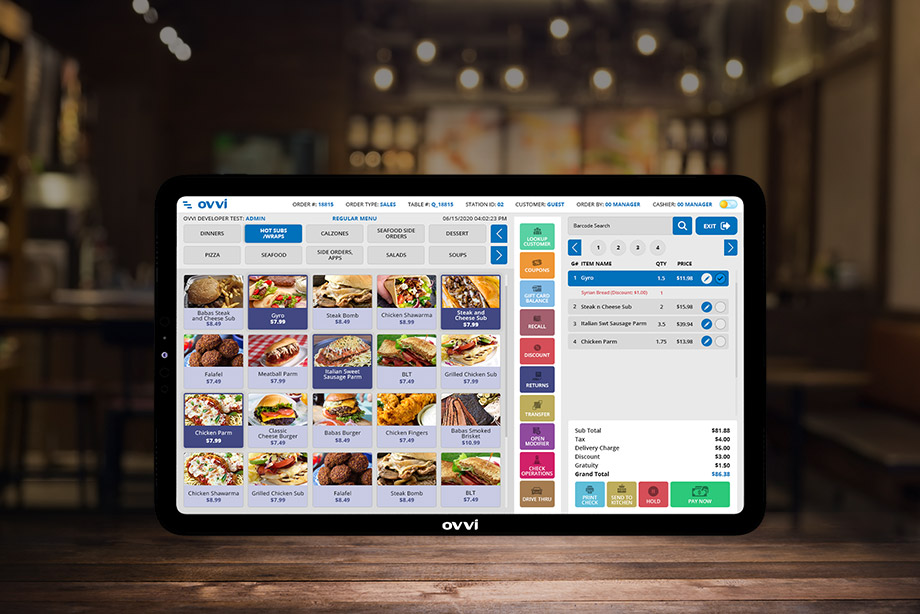 ovvi
ORDER #: 18815
ORDER TYPE: SALES
TABLE #: Q_18815
STATION ID: 02
CUSTOMER: GUEST
ORDER BY: 00 MANAGER
CASHIER: 00 MANAGER
OVVI DEVELOPER TEST: ADMIN
REGULAR MENU
06/15/2020 04:02:23 PM
DINNERS
HOT SUBS
/WRAPS
CALZONES
SEAFOOD SIDE
ORDERS
DESSERT
PIZZA
SEAFOOD
SIDE ORDERS,
APPS
SALADS
SOUPS
Babas Steak
and Cheese Sub
$8.49
Gyro
$7.99
Steak Bomb
$8.49
Chicken Shawarma
$8.99
Steak and
Cheese Sub
$7.99
Falafel
$7.49
Meatball Parm
$7.99
Italian Sweet
Sausage Parm
BLT
$7.49
Grilled Chicken Sub
$7.99
Chicken Parm
$7.99
Classic
Cheese Burger
$7.49
Babas Burger
$8.49
Chicken Fingers
$7.49
Babas Smoked
Brisket
$10.99
Chicken Shawarma
$8.99
Grilled Chicken Sub
$7.99
Falafel
$8.49
Steak Bomb
$8.49
BLT
$7.49
LOOKUP
CUSTOMER
COUPONS
GIFT CARD
BALANCE
RECALL
DISCOUNT
RETURNS
TRANSFER
OPEN
MODIFIER
CHECK
OPERATIONS
DRIVE THRU
Barcode Search
EXIT
1 2 3 4
G# ITEM NAME QTY PRICE
1 Gyro 1.5 $11.98
Syrian Bread (Discount: $1.00) 1
2 Steak n Cheese Sub 2 $15.98
3 Italian Swt Sausage Parm 3.5 $39.94
4 Chicken Parm 1.75 $13.98
Sub Total $81.88
Tax $4.00
Delivery Charge $5.00
Discount $3.00
Gratuity $1.50
Grand Total $86.38
PRINT
CHECK
SEND TO
KITCHEN
HOLD
PAY NOW
ovvi